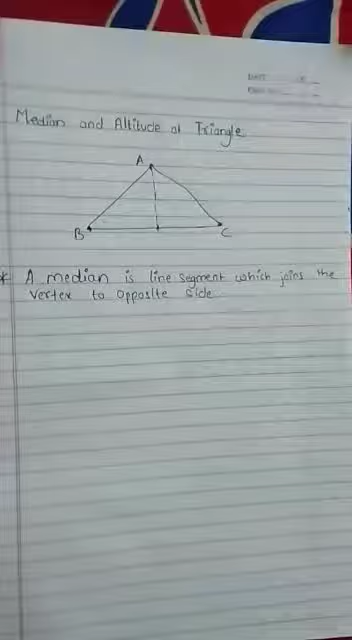 Median and Altitude of Triangle
A
B
C
* A median is line segment which joins the
vertex to opposite side